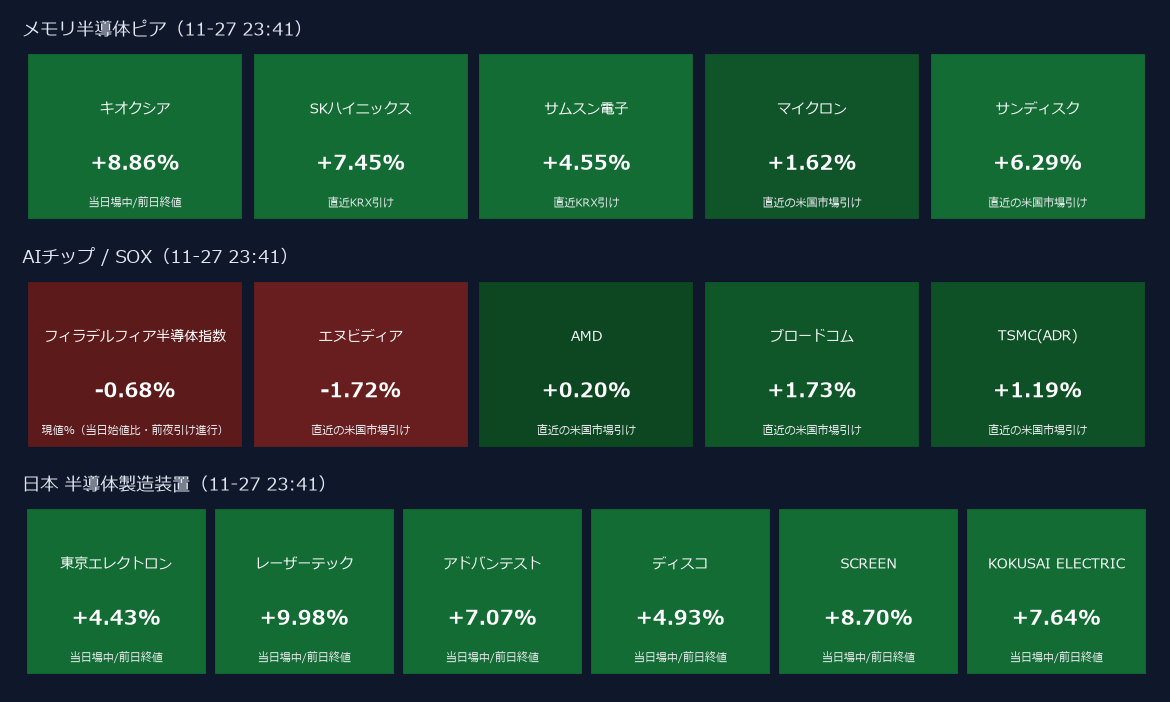 メモリ半導体ピア（11-27 23:41）
キオクシア
+8.86%
当日場中/前日終値
SKハイニックス
+7.45%
直近KRX引け
サムスン電子
+4.55%
直近KRX引け
マイクロン
+1.62%
直近の米国市場引け
サンディスク
+6.29%
直近の米国市場引け
AIチップ / SOX（11-27 23:41）
フィラデルフィア半導体指数
-0.68%
現値%（当日始値比・前夜引け進行）
エヌビディア
-1.72%
直近の米国市場引け
AMD
+0.20%
直近の米国市場引け
ブロードコム
+1.73%
直近の米国市場引け
TSMC(ADR)
+1.19%
直近の米国市場引け
日本 半導体製造装置（11-27 23:41）
東京エレクトロン
+4.43%
当日場中/前日終値
レーザーテック
+9.98%
当日場中/前日終値
アドバンテスト
+7.07%
当日場中/前日終値
ディスコ
+4.93%
当日場中/前日終値
SCREEN
+8.70%
当日場中/前日終値
KOKUSAI ELECTRIC
+7.64%
当日場中/前日終値